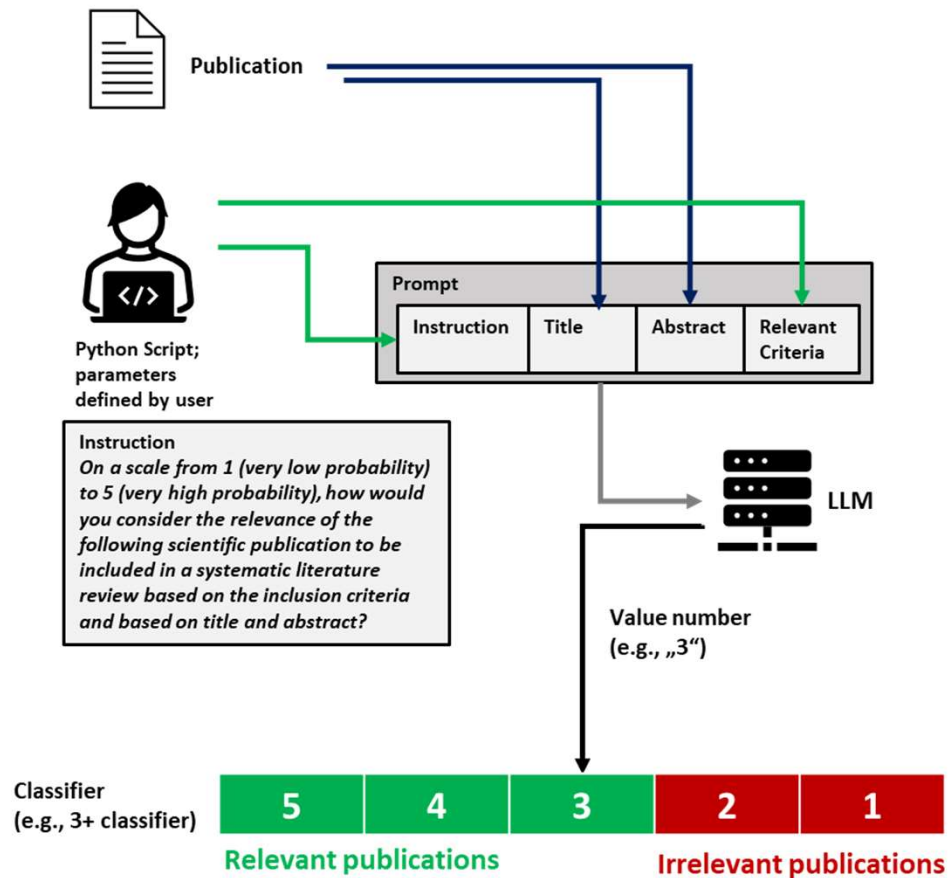 Publication
Prompt
Instruction
Title
Abstract
Relevant
Criteria
</>
Python Script;
parameters
defined by user
Instruction
On a scale from 1 (very low probability)
to 5 (very high probability), how would
you consider the relevance of the
following scientific publication to be
included in a systematic literature
review based on the inclusion criteria
and based on title and abstract?
LLM
Value number
(e.g., „3“)
Classifier
(e.g., 3+ classifier)
5 4 3 2 1
Relevant publications
Irrelevant publications